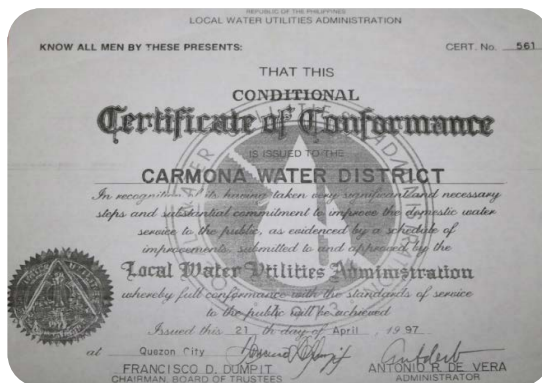 REPUBLIC OF THE PHILIPPINES
LOCAL WATER UTILITIES ADMINISTRATION
KNOW ALL MEN BY THESE PRESENTS:
CERT. No. 561
THAT THIS
CONDITIONAL
Certificate of Conformance
IS ISSUED TO THE
CARMONA WATER DISTRICT
In recognition of its having taken very significant and necessary
steps and substantial commitment to improve the domestic water
service to the public, as evidenced by a schedule of
improvements, submitted to and approved by the
Local Water Utilities Administration
whereby full conformance with the standards of service
to the public will be achieved
Issued this 21 th day of April, 1997
at Quezon City
FRANCISCO D. DUMPIT
CHAIRMAN, BOARD OF TRUSTEES
ANTONIO R. DE VERA
ADMINISTRATOR